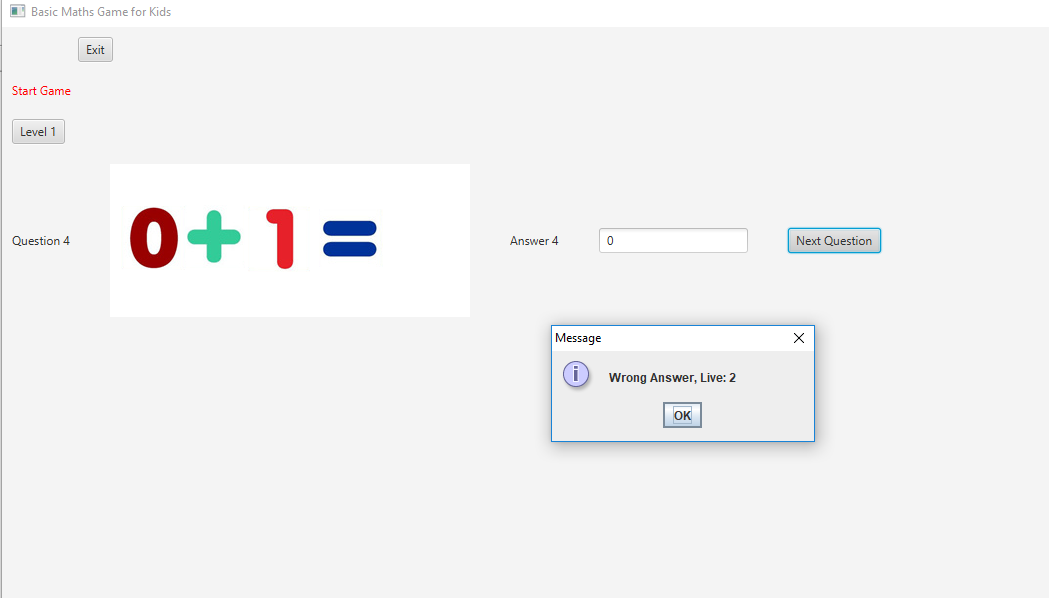 Basic Maths Game for Kids
Exit
Start Game
Level 1
Question 4
0 + 1 =
Answer 4
0
Next Question
Message
Wrong Answer, Live: 2
OK